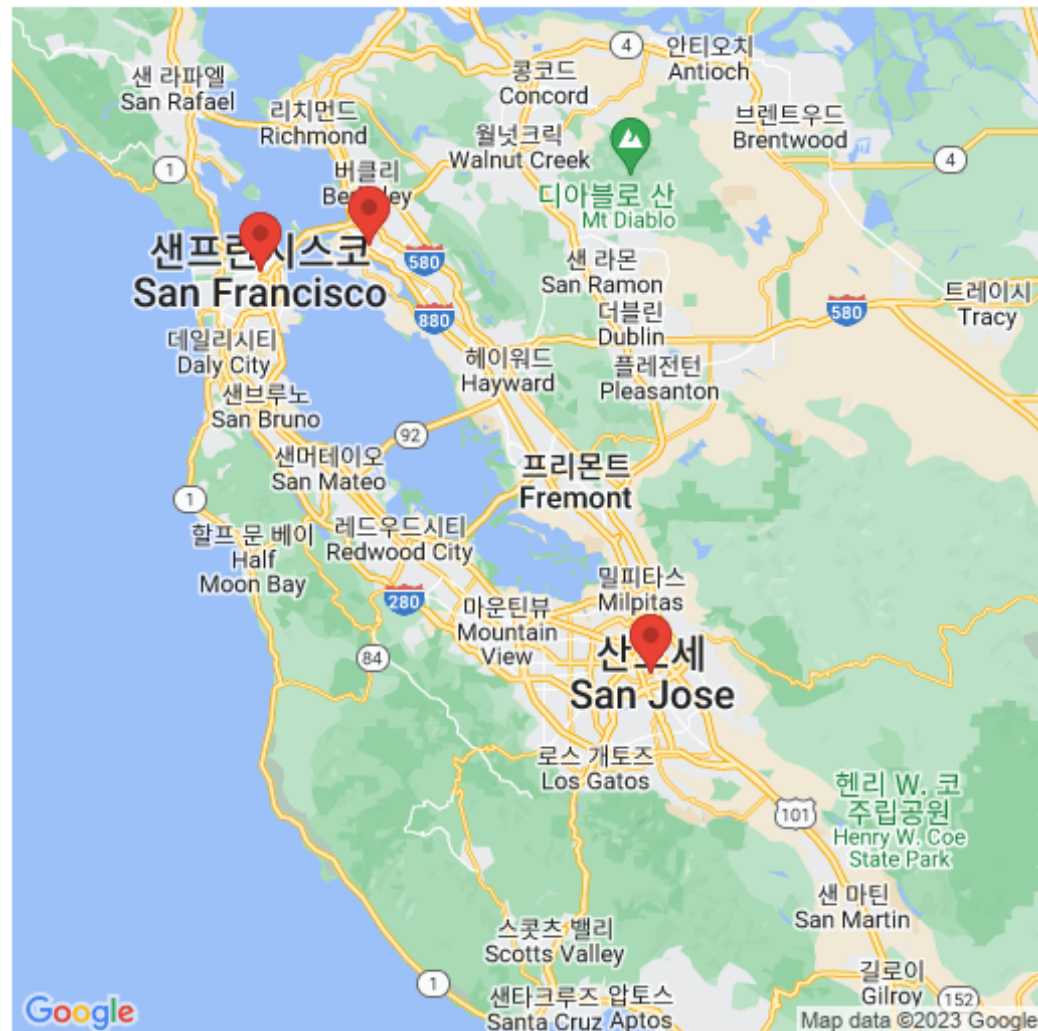 4
안티오치
Antioch
샌 라파엘
San Rafael
콩코드
Concord
리치먼드
Richmond
브렌트우드
Brentwood
월넛크릭
Walnut Creek
4
1
버클리
디아블로 산
Mt Diablo
San Francisco
580
샌 라몬
San Ramon
트레이시
Tracy
더블린
Dublin
580
880
데일리시티
Daly City
헤이워드
Hayward
플레전턴
Pleasanton
샌브루노
San Bruno
92
샌머테이오
San Mateo
프리몬트
Fremont
1
할프 문 베이
Half
Moon Bay
레드우드시티
Redwood City
밀피타스
Milpitas
280
마운틴뷰
Mountain
View
84
San Jose
로스 개토즈
Los Gatos
헨리 W. 코
주립공원
Henry W. Coe
State Park
101
샌 마틴
San Martin
스콧츠 밸리
Scotts Valley
길로이
Gilroy
1
152
샌타크루즈
Santa Cruz
압토스
Aptos
Google
Map data ©2023 Google